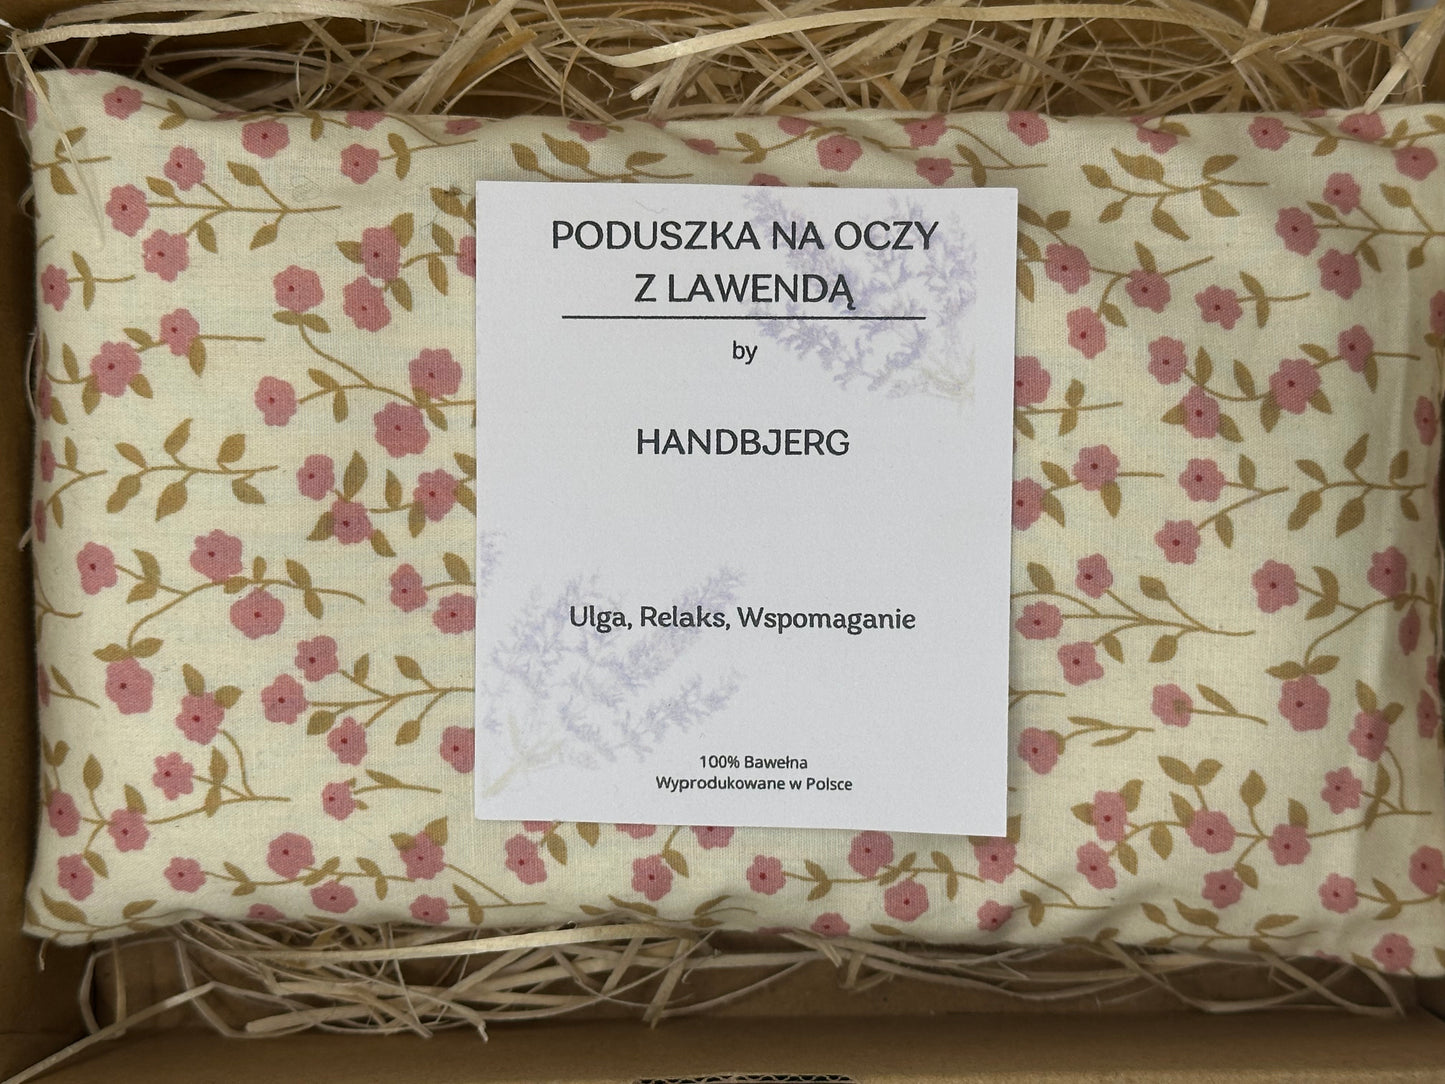 PODUSZKA NA OCZY
Z LAWENDĄ
by
HANDBJERG
Ulga, Relaks, Wspomaganie
100% Bawełna
Wyprodukowane w Polsce